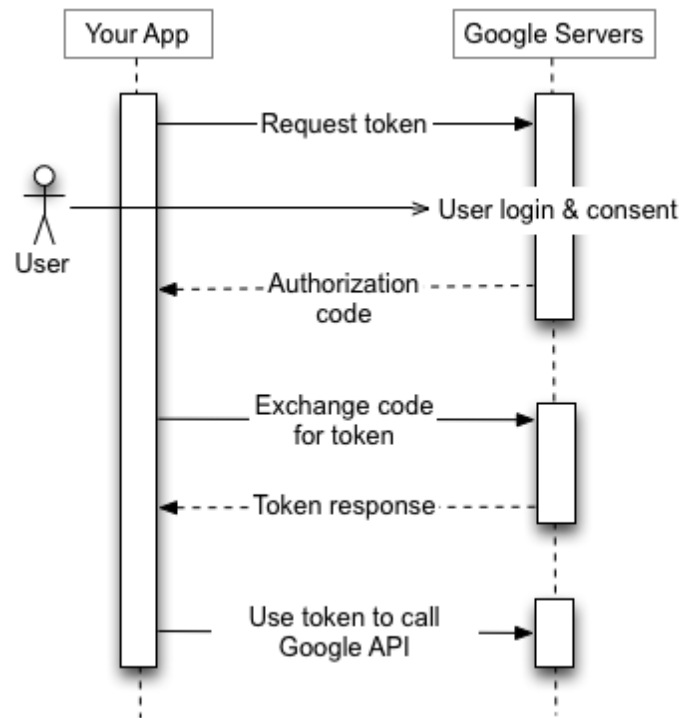 Your App
Google Servers
Request token
User login & consent
User
Authorization
code
Exchange code
for token
Token response
Use token to call
Google API